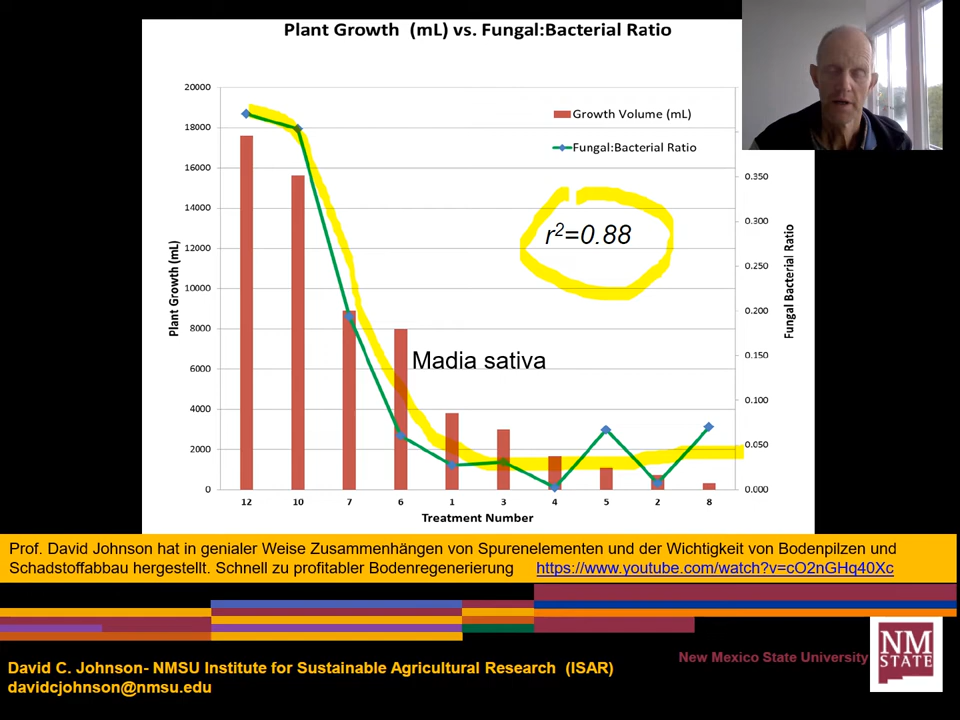 Plant Growth (mL) vs. Fungal:Bacterial Ratio
20000
18000
16000
14000
12000
10000
8000
6000
4000
2000
0
Plant Growth (mL)
Growth Volume (mL)
Fungal:Bacterial Ratio
r²=0.88
Madia sativa
0.350
0.300
0.250
0.200
0.150
0.100
0.050
0.000
Fungal Bacterial Ratio
12 10 7 6 1 3 4 5 2 8
Treatment Number
Prof. David Johnson hat in genialer Weise Zusammenhängen von Spurenelementen und der Wichtigkeit von Bodenpilzen und
Schadstoffabbau hergestellt. Schnell zu profitabler Bodenregenerierung https://www.youtube.com/watch?v=cO2nGHq40Xc
David C. Johnson- NMSU Institute for Sustainable Agricultural Research (ISAR)
davidcjohnson@nmsu.edu
New Mexico State University
NM
STATE